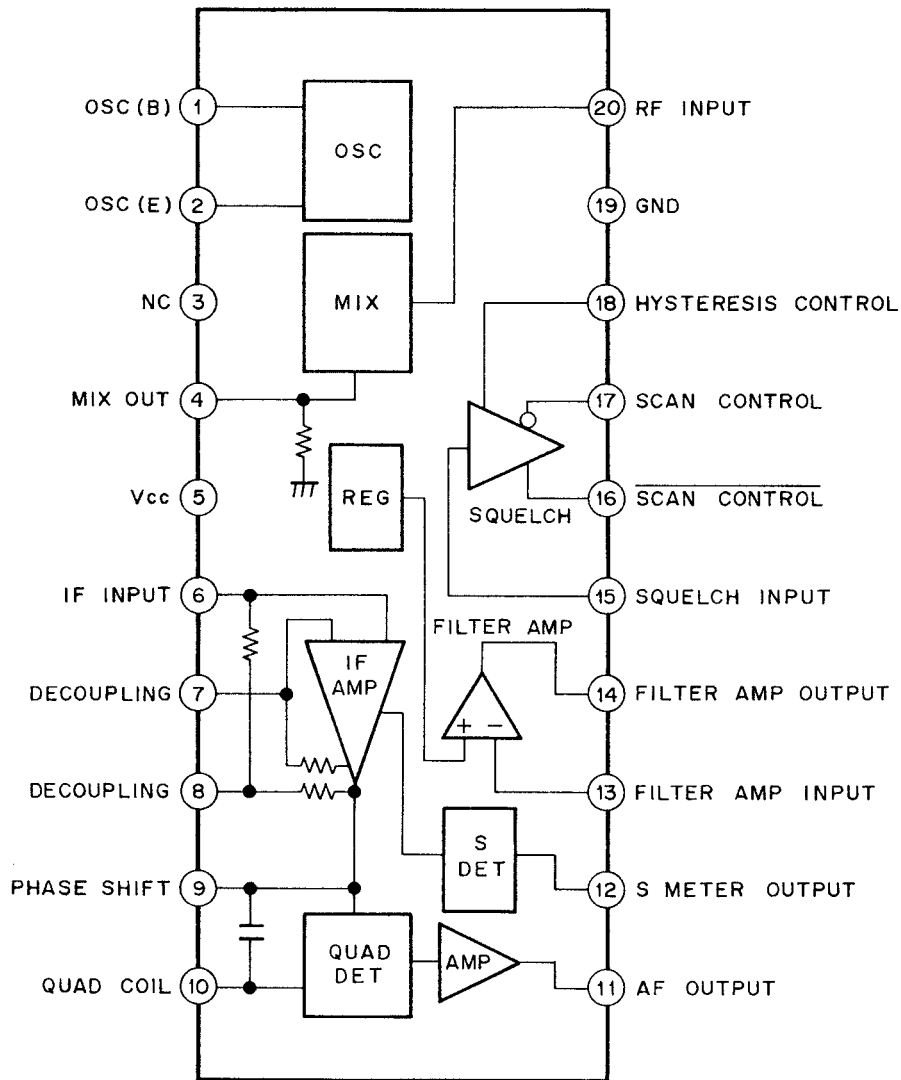 OSC(B) 1
OSC
20 RF INPUT
OSC(E) 2
19 GND
NC 3
MIX
18 HYSTERESIS CONTROL
MIX OUT 4
17 SCAN CONTROL
Vcc 5
REG
SQUELCH
16 SCAN CONTROL
IF INPUT 6
15 SQUELCH INPUT
FILTER AMP
IF
AMP
DECOUPLING 7
+ −
14 FILTER AMP OUTPUT
DECOUPLING 8
13 FILTER AMP INPUT
S
DET
PHASE SHIFT 9
12 S METER OUTPUT
QUAD
DET
AMP
QUAD COIL 10
11 AF OUTPUT